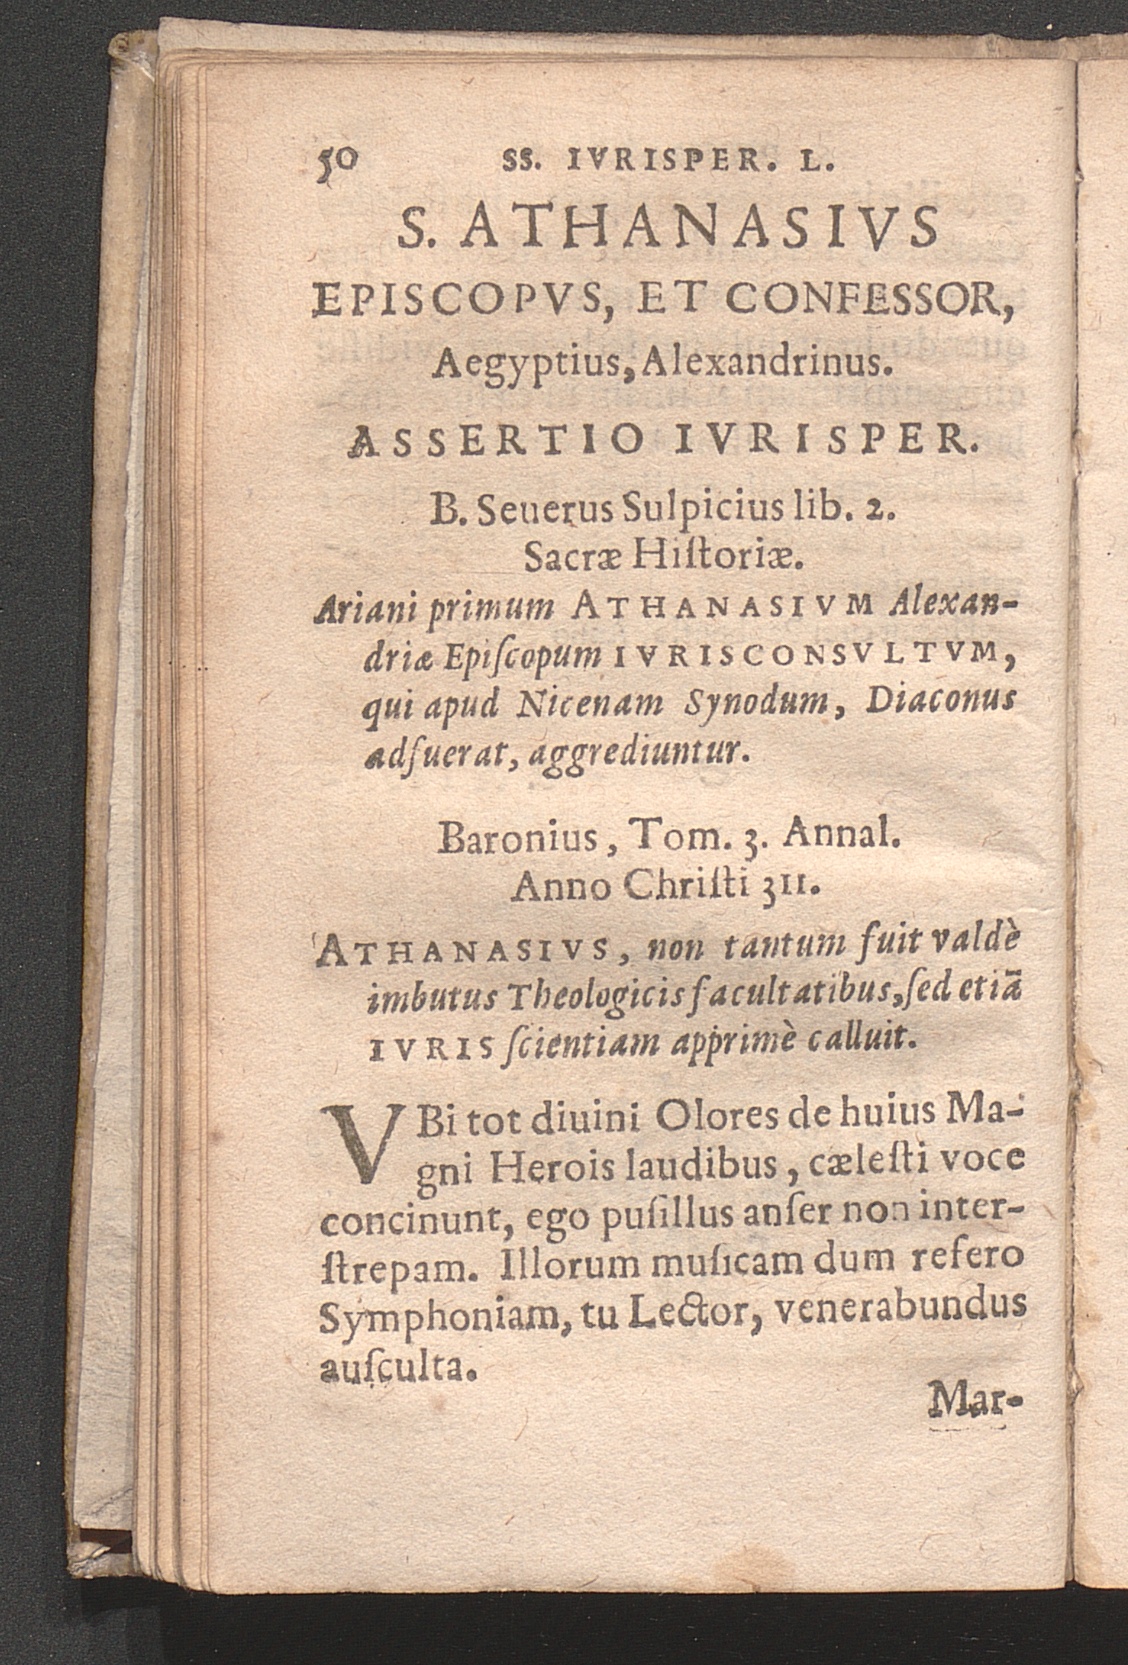 50 SS. IVRISPER. L.
S. ATHANASIVS
EPISCOPVS, ET CONFESSOR,
Aegyptius, Alexandrinus.
ASSERTIO IVRISPER.
B. Seuerus Sulpicius lib. 2.
Sacræ Hiſtoriæ.
Ariani primum ATHANASIVM Alexan-
driæ Epiſcopum IVRISCONSVLTVM,
qui apud Nicenam Synodum, Diaconus
adſuerat, aggrediuntur.
Baronius, Tom. 3. Annal.
Anno Chriſti 311.
ATHANASIVS, non tantum fuit valdè
imbutus Theologicis facultatibus, ſed etiā
IVRIS ſcientiam apprimè calluit.
VBi tot diuini Olores de huius Ma-
gni Herois laudibus, cæleſti voce
concinunt, ego puſillus anſer non inter-
ſtrepam. Illorum muſicam dum refero
Symphoniam, tu Lector, venerabundus
auſculta.
Mar-